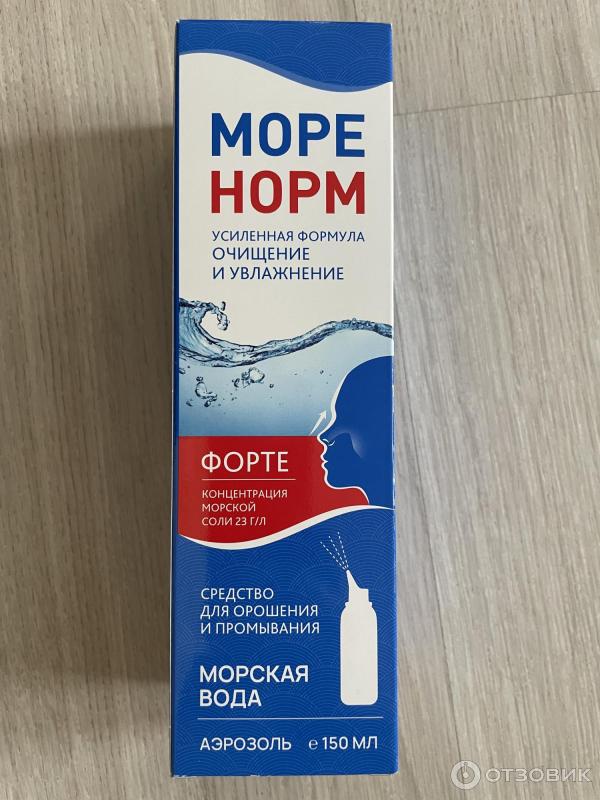 МОРЕ
НОРМ
УСИЛЕННАЯ ФОРМУЛА
ОЧИЩЕНИЕ
И УВЛАЖНЕНИЕ
ФОРТЕ
КОНЦЕНТРАЦИЯ
МОРСКОЙ
СОЛИ 23 Г/Л
СРЕДСТВО
ДЛЯ ОРОШЕНИЯ
И ПРОМЫВАНИЯ
МОРСКАЯ
ВОДА
АЭРОЗОЛЬ ℮ 150 МЛ
ОТЗОВИК